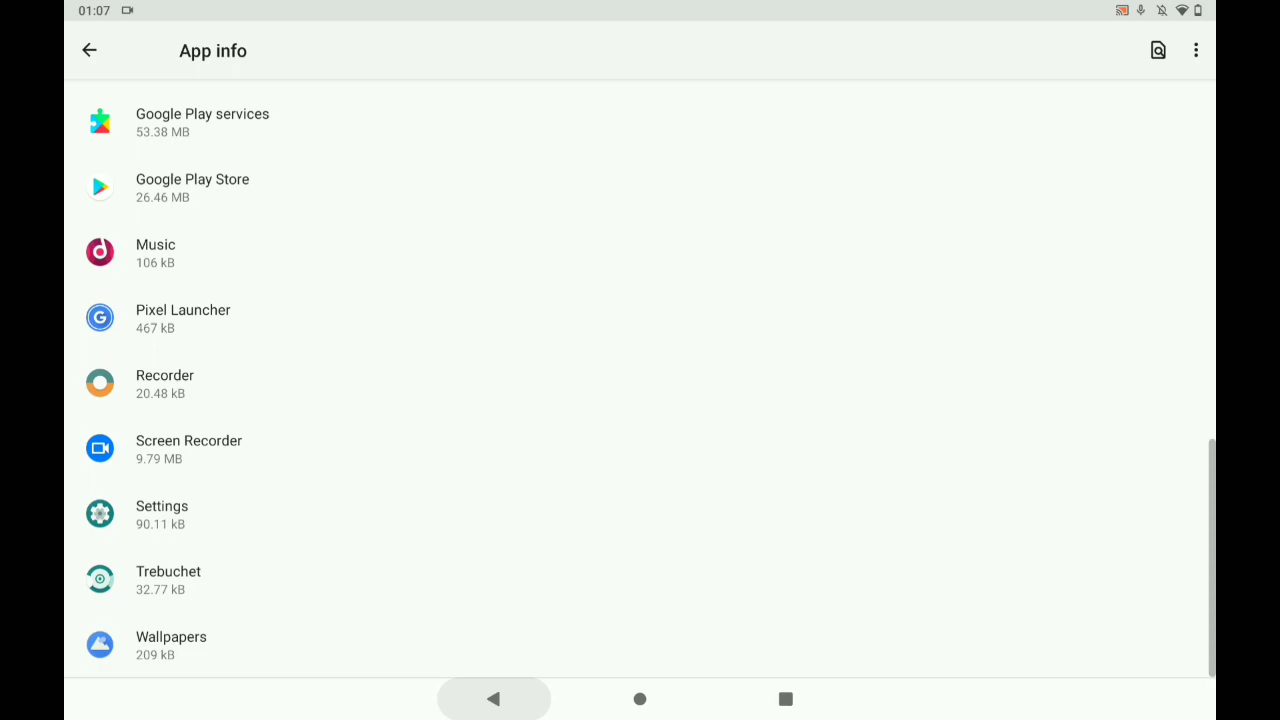 01:07
App info
Google Play services
53.38 MB
Google Play Store
26.46 MB
Music
106 kB
Pixel Launcher
467 kB
Recorder
20.48 kB
Screen Recorder
9.79 MB
Settings
90.11 kB
Trebuchet
32.77 kB
Wallpapers
209 kB